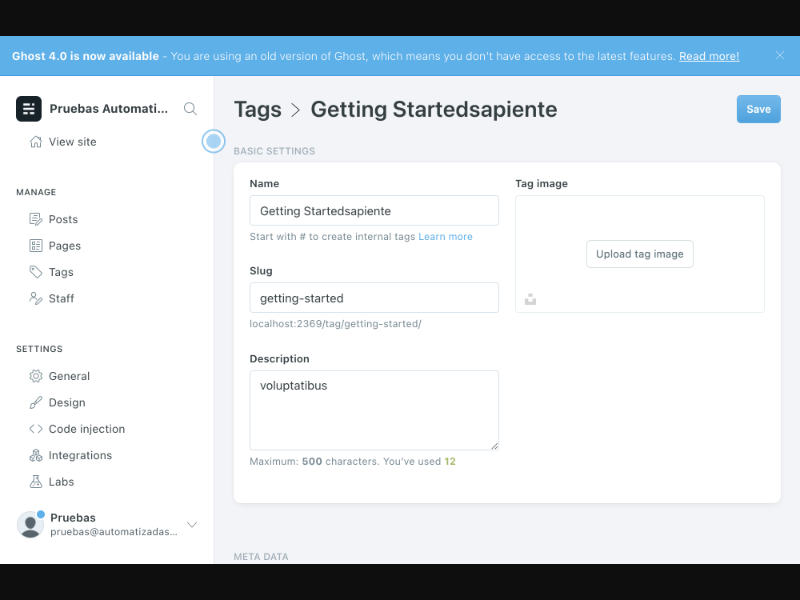 Ghost 4.0 is now available - You are using an old version of Ghost, which means you don't have access to the latest features. Read more!
Pruebas Automati...
View site
MANAGE
Posts
Pages
Tags
Staff
SETTINGS
General
Design
Code injection
Integrations
Labs
Pruebas
pruebas@automatizadas...
Tags > Getting Startedsapiente
Save
BASIC SETTINGS
Name
Getting Startedsapiente
Start with # to create internal tags Learn more
Slug
getting-started
localhost:2369/tag/getting-started/
Description
voluptatibus
Maximum: 500 characters. You've used 12
Tag image
Upload tag image
META DATA